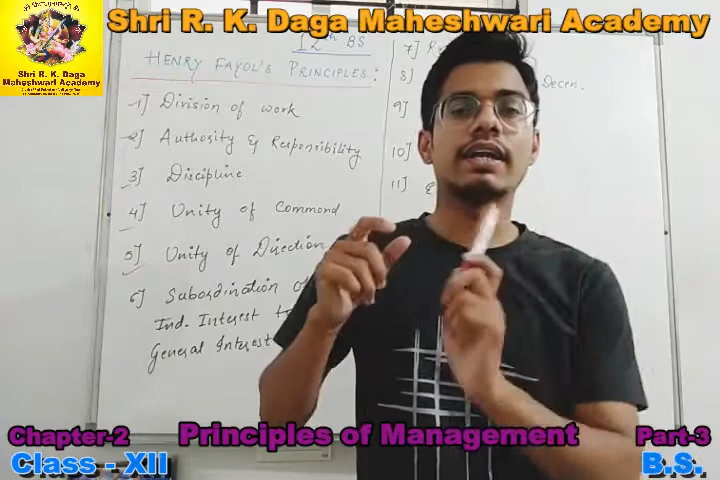 Shri R. K. Daga Maheshwari Academy
Shri R. K. Daga
Maheshwari Academy
12th BS
HENRY FAYOL'S PRINCIPLES:
1] Division of work
2] Authority & Responsibility
3] Discipline
4] Unity of Command
5] Unity of Direction
6] Subordination
Ind. Interest
General Interest
7]
8] Decen.
9]
10]
11]
Chapter-2 Principles of Management Part-3
Class - XII B.S.